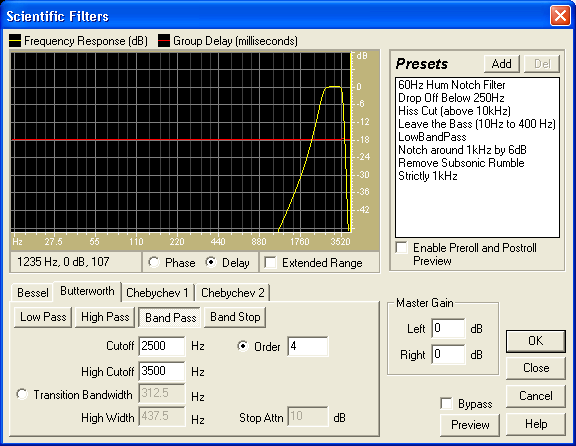 Scientific Filters
Frequency Response (dB) Group Delay (milliseconds)
dB
-0
-6
-12
-18
-24
-30
-36
-42
Hz 27.5 55 110 220 440 880 1760 3520
1235 Hz, 0 dB, 107 Phase Delay Extended Range
Presets Add Del
60Hz Hum Notch Filter
Drop Off Below 250Hz
Hiss Cut (above 10kHz)
Leave the Bass (10Hz to 400 Hz)
LowBandPass
Notch around 1kHz by 6dB
Remove Subsonic Rumble
Strictly 1kHz
Enable Preroll and Postroll
Preview
Bessel Butterworth Chebychev 1 Chebychev 2
Low Pass High Pass Band Pass Band Stop
Cutoff 2500 Hz Order 4
High Cutoff 3500 Hz
Transition Bandwidth 312.5 Hz
High Width 437.5 Hz Stop Attn 10 dB
Master Gain
Left 0 dB
Right 0 dB
Bypass
Preview
OK
Close
Cancel
Help